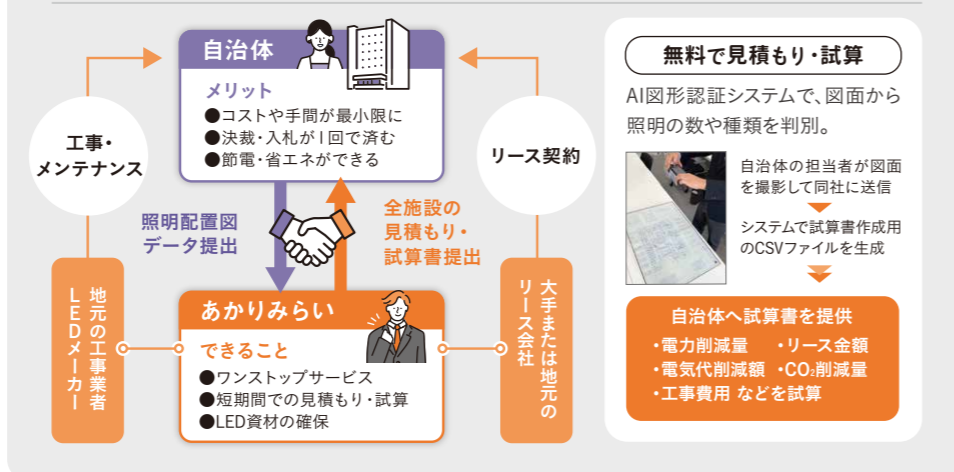 自治体
メリット
●コストや手間が最小限に
●決裁・入札が1回で済む
●節電・省エネができる
工事・
メンテナンス
リース契約
照明配置図
データ提出
全施設の
見積もり・
試算書提出
地元の工事業者
LEDメーカー
あかりみらい
できること
●ワンストップサービス
●短期間での見積もり・試算
●LED資材の確保
大手または地元の
リース会社
無料で見積もり・試算
AI図形認証システムで、図面から
照明の数や種類を判別。
自治体の担当者が図面
を撮影して同社に送信
システムで試算書作成用
のCSVファイルを生成
自治体へ試算書を提供
・電力削減量 ・リース金額
・電気代削減額 ・CO₂削減量
・工事費用 などを試算